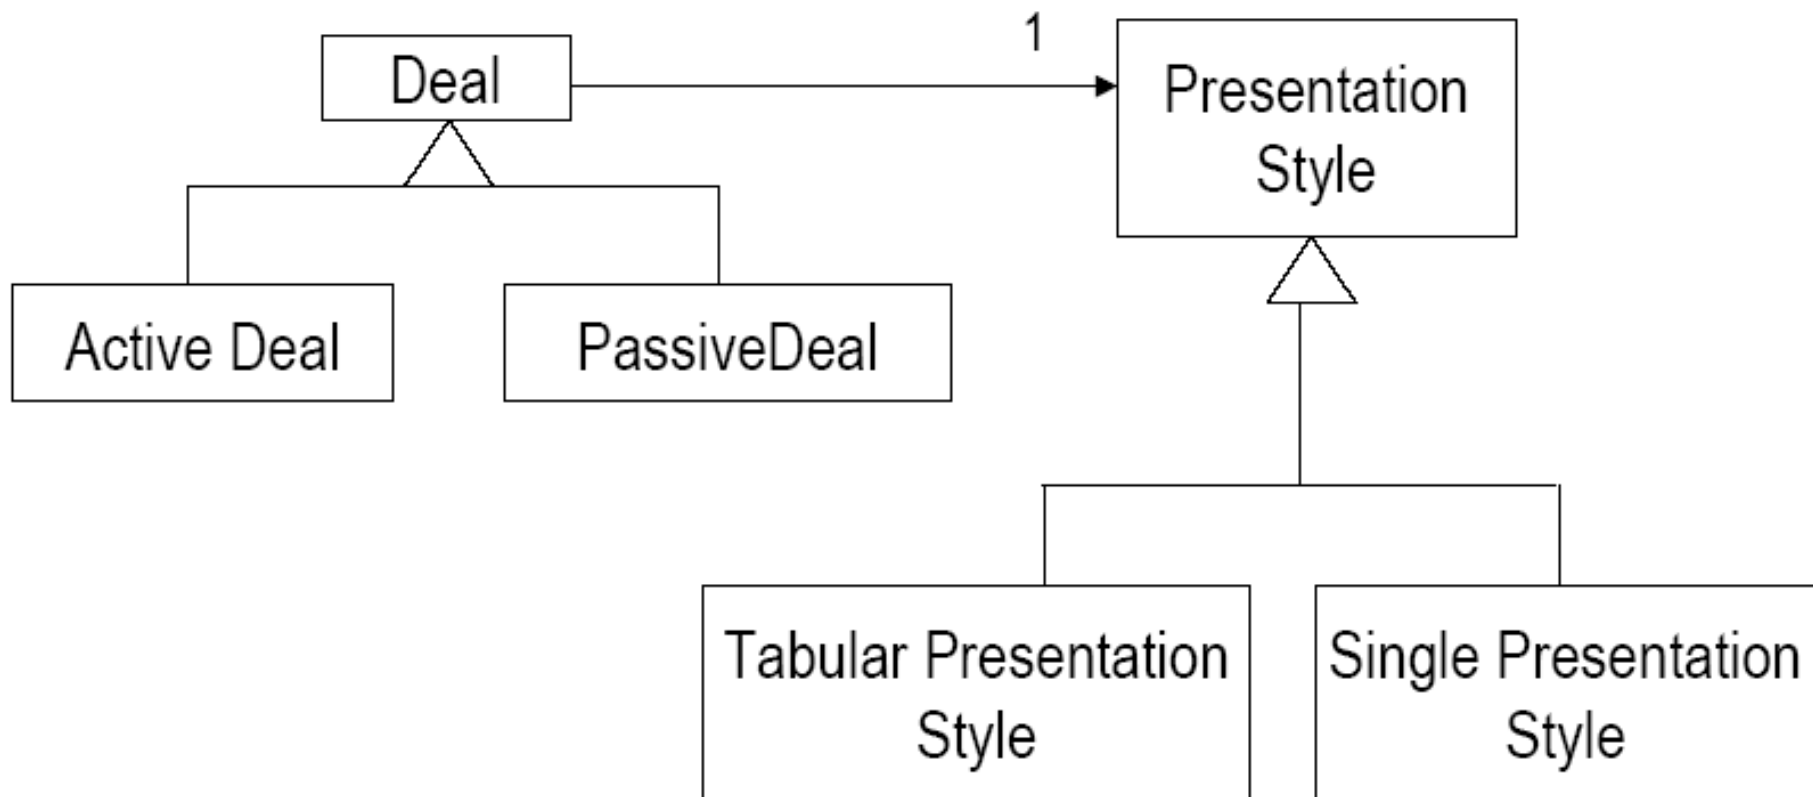 1
Deal
Presentation
Style
Active Deal
PassiveDeal
Tabular Presentation
Style
Single Presentation
Style